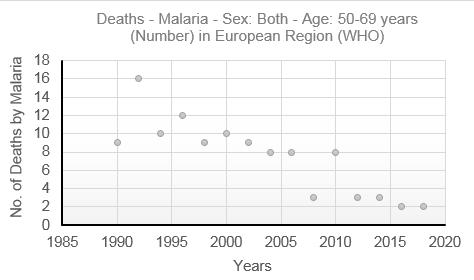 Deaths - Malaria - Sex: Both - Age: 50-69 years
(Number) in European Region (WHO)
No. of Deaths by Malaria
18
16
14
12
10
8
6
4
2
0
1985 1990 1995 2000 2005 2010 2015 2020
Years